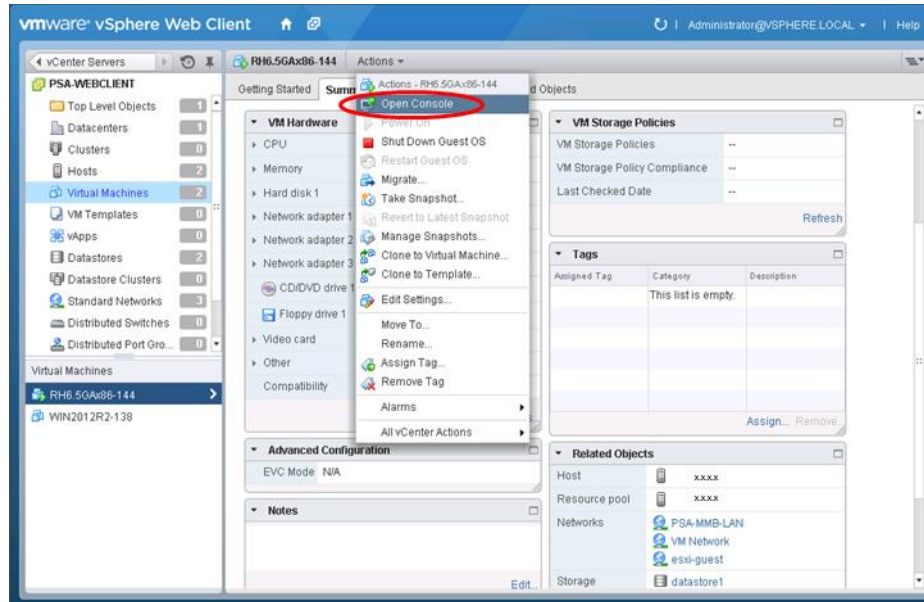 vmware® vSphere Web Client
Administrator@VSPHERE.LOCAL
Help
vCenter Servers
PSA-WEBCLIENT
Top Level Objects 1
Datacenters 1
Clusters 0
Hosts 2
Virtual Machines 2
VM Templates 0
vApps 0
Datastores 2
Datastore Clusters 0
Standard Networks 3
Distributed Switches 0
Distributed Port Gro... 0
Virtual Machines
RH6.5GAx86-144
WIN2012R2-138
RH6.5GAx86-144
Actions
Getting Started
Summ
d Objects
VM Hardware
CPU
Memory
Hard disk 1
Network adapter 1
Network adapter 2
Network adapter 3
CD/DVD drive 1
Floppy drive 1
Video card
Other
Compatibility
Advanced Configuration
EVC Mode N/A
Notes
Edit...
Actions - RH6.5GAx86-144
Open Console
Power On
Shut Down Guest OS
Restart Guest OS
Migrate...
Take Snapshot...
Revert to Latest Snapshot
Manage Snapshots...
Clone to Virtual Machine...
Clone to Template...
Edit Settings...
Move To...
Rename...
Assign Tag...
Remove Tag
Alarms
All vCenter Actions
VM Storage Policies
VM Storage Policies --
VM Storage Policy Compliance --
Last Checked Date --
Refresh
Tags
Assigned Tag Category Description
This list is empty.
Assign... Remove...
Related Objects
Host xxxx
Resource pool xxxx
Networks PSA-MMB-LAN
VM Network
esxi-guest
Storage datastore1